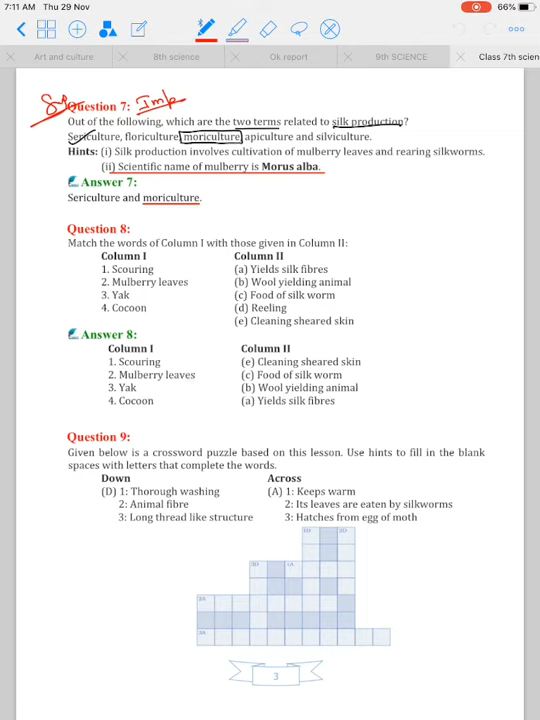 7:11 AM Thu 29 Nov
66%
Art and culture
8th science
Ok report
9th SCIENCE
Class 7th scien
Imp
Question 7:
Out of the following, which are the two terms related to silk production?
Sericulture, floriculture, moriculture, apiculture and silviculture.
Hints: (i) Silk production involves cultivation of mulberry leaves and rearing silkworms.
(ii) Scientific name of mulberry is Morus alba.
Answer 7:
Sericulture and moriculture.
Question 8:
Match the words of Column I with those given in Column II:
Column I Column II
1. Scouring (a) Yields silk fibres
2. Mulberry leaves (b) Wool yielding animal
3. Yak (c) Food of silk worm
4. Cocoon (d) Reeling
(e) Cleaning sheared skin
Answer 8:
Column I Column II
1. Scouring (e) Cleaning sheared skin
2. Mulberry leaves (c) Food of silk worm
3. Yak (b) Wool yielding animal
4. Cocoon (a) Yields silk fibres
Question 9:
Given below is a crossword puzzle based on this lesson. Use hints to fill in the blank
spaces with letters that complete the words.
Down Across
(D) 1: Thorough washing (A) 1: Keeps warm
2: Animal fibre 2: Its leaves are eaten by silkworms
3: Long thread like structure 3: Hatches from egg of moth
1D 2D
3D 1A
2A
3A
3